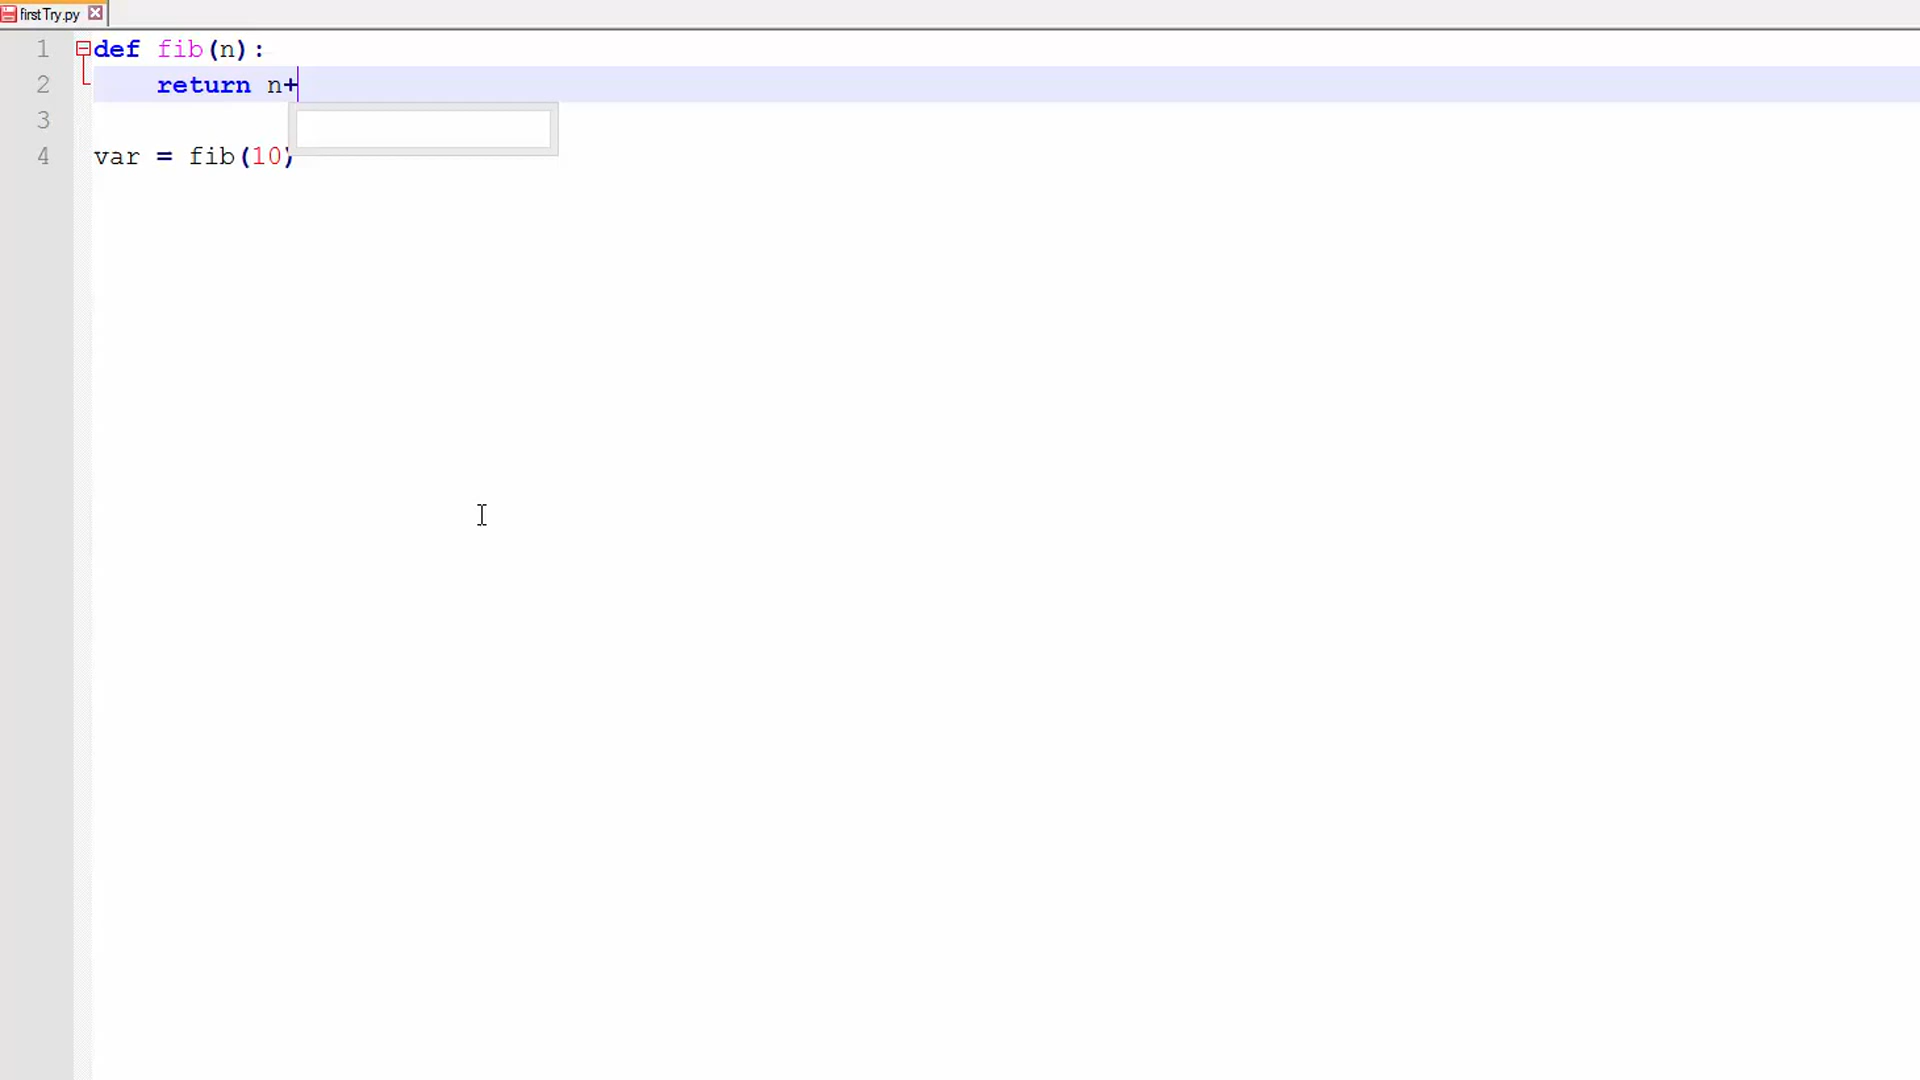 firstTry.py
1 def fib(n):
2 return n+
3
4 var = fib(10)